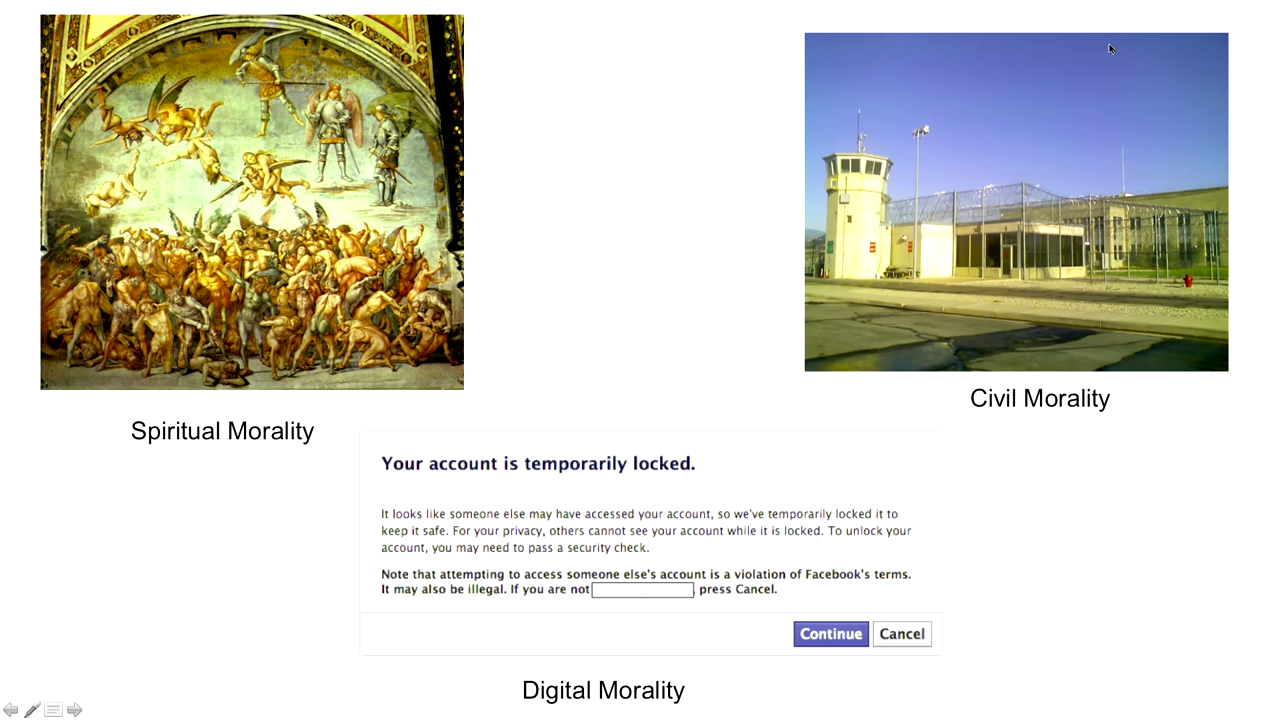 Spiritual Morality
Civil Morality
Your account is temporarily locked.
It looks like someone else may have accessed your account, so we've temporarily locked it to
keep it safe. For your privacy, others cannot see your account while it is locked. To unlock your
account, you may need to pass a security check.
Note that attempting to access someone else's account is a violation of Facebook's terms.
It may also be illegal. If you are not , press Cancel.
Continue Cancel
Digital Morality